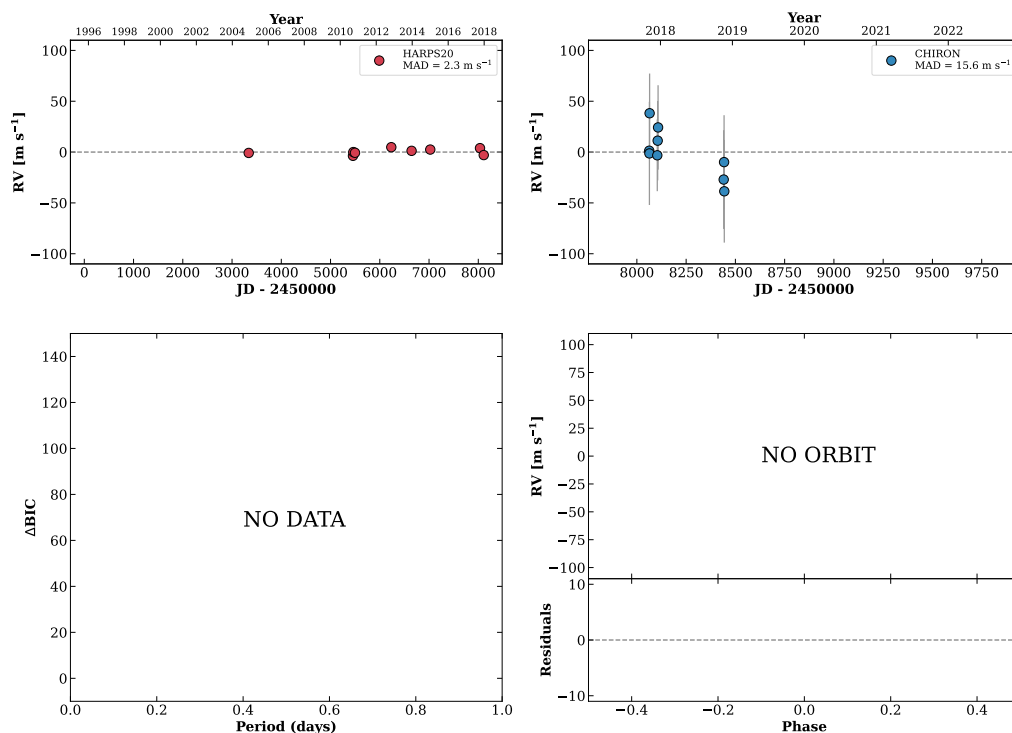 Year
1996 1998 2000 2002 2004 2006 2008 2010 2012 2014 2016 2018
HARPS20
MAD = 2.3 m s⁻¹
RV [m s⁻¹]
100
50
0
−50
−100
0 1000 2000 3000 4000 5000 6000 7000 8000
JD - 2450000
Year
2018 2019 2020 2021 2022
CHIRON
MAD = 15.6 m s⁻¹
RV [m s⁻¹]
100
50
0
−50
−100
8000 8250 8500 8750 9000 9250 9500 9750
JD - 2450000
ΔBIC
140
120
100
80
60
40
20
0
NO DATA
0.0 0.2 0.4 0.6 0.8 1.0
Period (days)
RV [m s⁻¹]
100
75
50
25
0
−25
−50
−75
−100
NO ORBIT
Residuals
10
0
−10
−0.4 −0.2 0.0 0.2 0.4
Phase